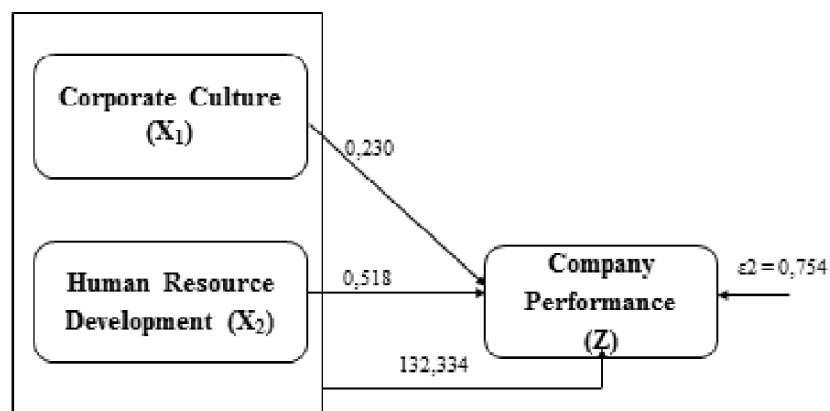 Corporate Culture
(X₁)
0,230
Human Resource
Development (X₂)
0,518
Company
Performance
(Z)
ε2 = 0,754
132,334